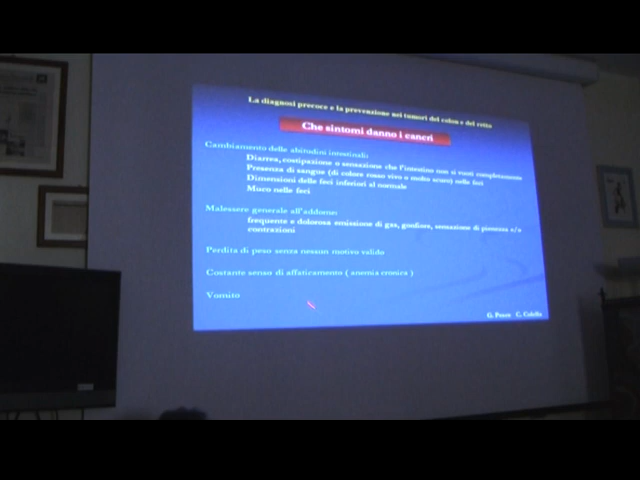 La diagnosi precoce e la prevenzione nei tumori del colon e del retto
Che sintomi danno i cancri
Cambiamento delle abitudini intestinali:
Diarrea, costipazione o sensazione che l'intestino non si vuoti completamente
Presenza di sangue (di colore rosso vivo o molto scuro) nelle feci
Dimensioni delle feci inferiori al normale
Muco nelle feci
Malessere generale all'addome:
frequente e dolorosa emissione di gas, gonfiore, sensazione di pienezza e/o
contrazioni
Perdita di peso senza nessun motivo valido
Costante senso di affaticamento ( anemia cronica )
Vomito
G. C.